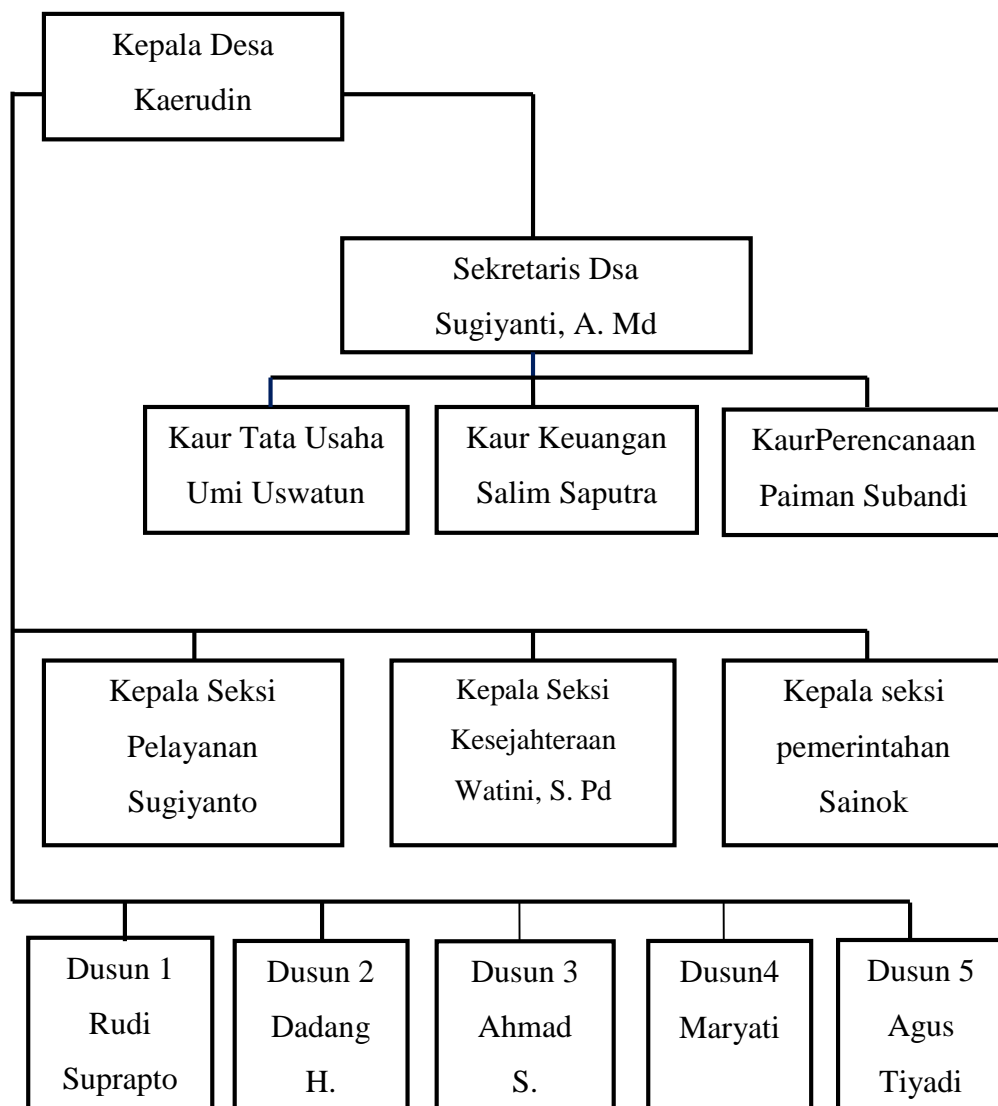 Kepala Desa
Kaerudin
Sekretaris Dsa
Sugiyanti, A. Md
Kaur Tata Usaha
Umi Uswatun
Kaur Keuangan
Salim Saputra
KaurPerencanaan
Paiman Subandi
Kepala Seksi
Pelayanan
Sugiyanto
Kepala Seksi
Kesejahteraan
Watini, S. Pd
Kepala seksi
pemerintahan
Sainok
Dusun 1
Rudi
Suprapto
Dusun 2
Dadang
H.
Dusun 3
Ahmad
S.
Dusun4
Maryati
Dusun 5
Agus
Tiyadi